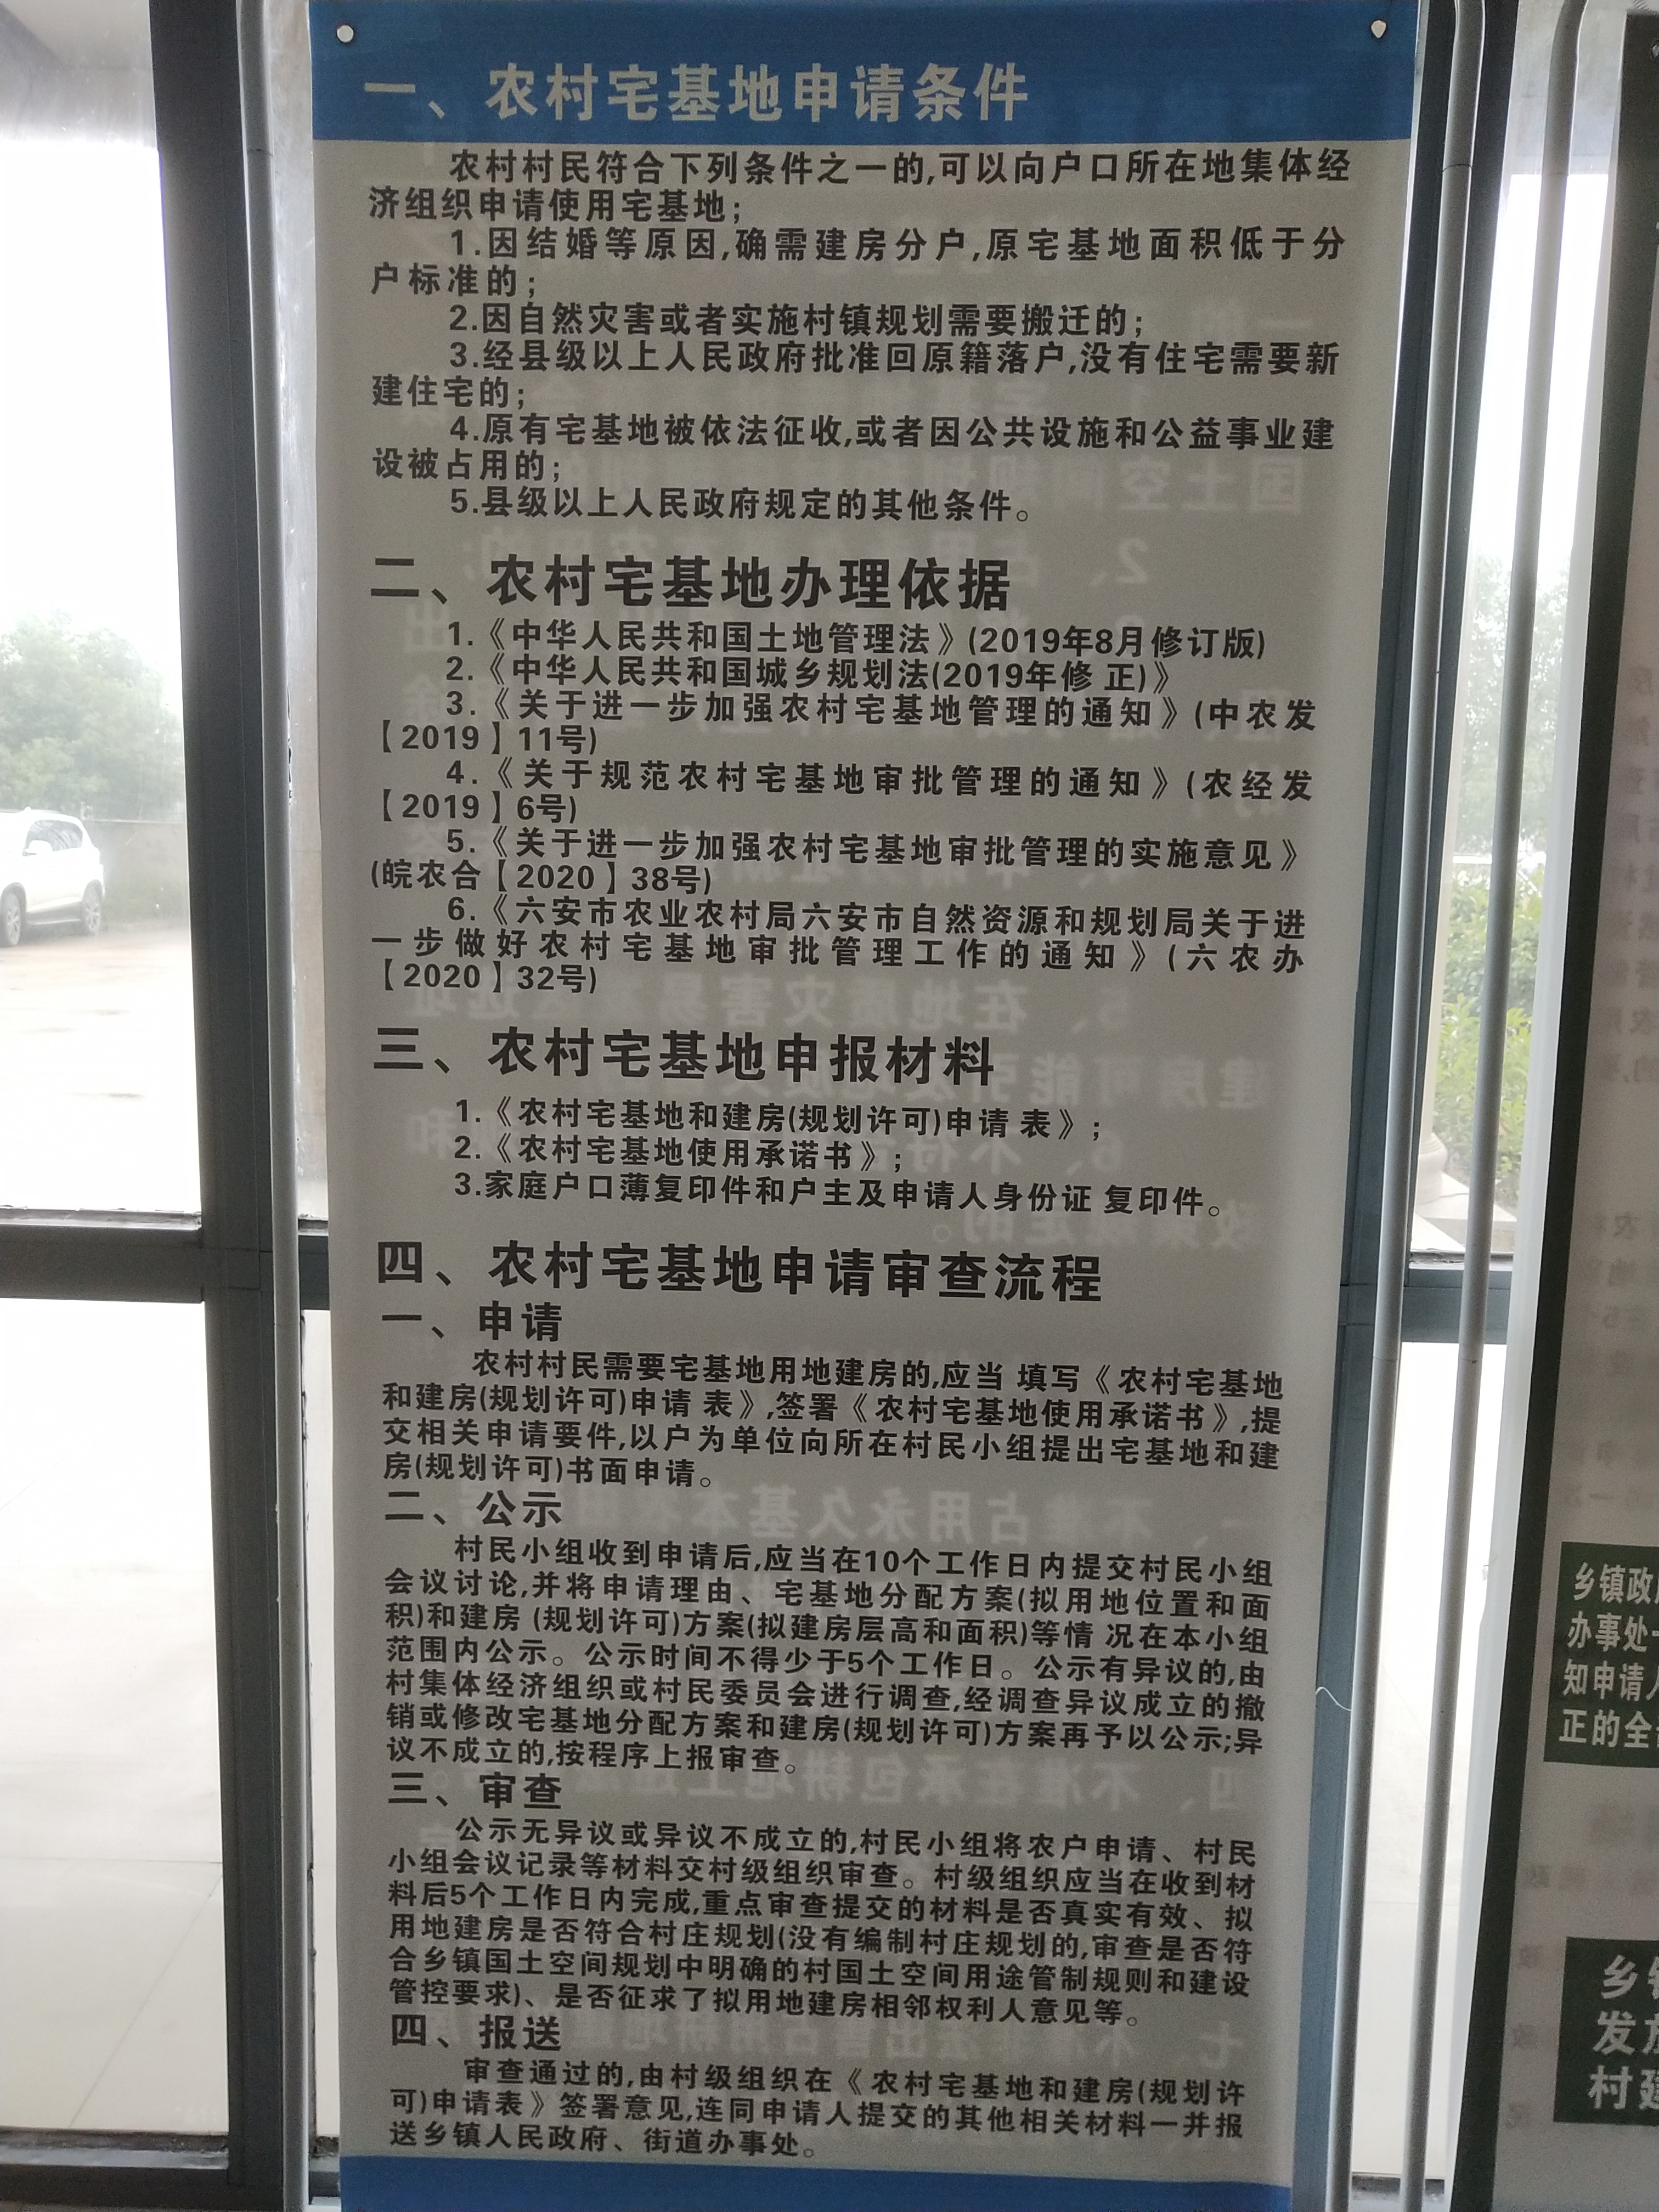 一、农村宅基地申请条件
农村村民符合下列条件之一的,可以向户口所在地集体经
济组织申请使用宅基地;
1.因结婚等原因,确需建房分户,原宅基地面积低于分
户标准的;
2.因自然灾害或者实施村镇规划需要搬迁的;
3.经县级以上人民政府批准回原籍落户,没有住宅需要新
建住宅的;
4.原有宅基地被依法征收,或者因公共设施和公益事业建
设被占用的;
5.县级以上人民政府规定的其他条件。
二、农村宅基地办理依据
1.《中华人民共和国土地管理法》(2019年8月修订版)
2.《中华人民共和国城乡规划法(2019年修 正)》
3.《关于进一步加强农村宅基地管理的通知》(中农发
【2019】11号)
4.《关于规范农村宅基地审批管理的通知》(农经发
【2019】6号)
5.《关于进一步加强农村宅基地审批管理的实施意见》
(皖农合【2020】38号)
6.《六安市农业农村局六安市自然资源和规划局关于进
一步做好农村宅基地审批管理工作的通知》(六农办
【2020】32号)
三、农村宅基地申报材料
1.《农村宅基地和建房(规划许可)申请 表》;
2.《农村宅基地使用承诺书》;
3.家庭户口薄复印件和户主及申请人身份证 复印件。
四、农村宅基地申请审查流程
一、申请
农村村民需要宅基地用地建房的,应当 填写《农村宅基地
和建房(规划许可)申请 表》,签署《农村宅基地使用承诺书》,提
交相关申请要件,以户为单位向所在村民小组提出宅基地和建
房(规划许可)书面申请。
二、公示
村民小组收到申请后,应当在10个工作日内提交村民小组
会议讨论,并将申请理由、宅基地分配方案(拟用地位置和面
积)和建房 (规划许可)方案(拟建房层高和面积)等情 况在本小组
范围内公示。公示时间不得少于5个工作日。公示有异议的,由
村集体经济组织或村民委员会进行调查,经调查异议成立的撤
销或修改宅基地分配方案和建房(规划许可)方案再予以公示;异
议不成立的,按程序上报审查。
三、审查
公示无异议或异议不成立的,村民小组将农户申请、村民
小组会议记录等材料交村级组织审查。村级组织应当在收到材
料后5个工作日内完成,重点审查提交的材料是否真实有效、拟
用地建房是否符合村庄规划(没有编制村庄规划的,审查是否符
合乡镇国土空间规划中明确的村国土空间用途管制规则和建设
管控要求)、是否征求了拟用地建房相邻权利人意见等。
四、报送
审查通过的,由村级组织在《农村宅基地和建房(规划许
可)申请表》签署意见,连同申请人提交的其他相关材料一并报
送乡镇人民政府、街道办事处。
乡镇政
办事处
知申请人
正的全
乡
发
村